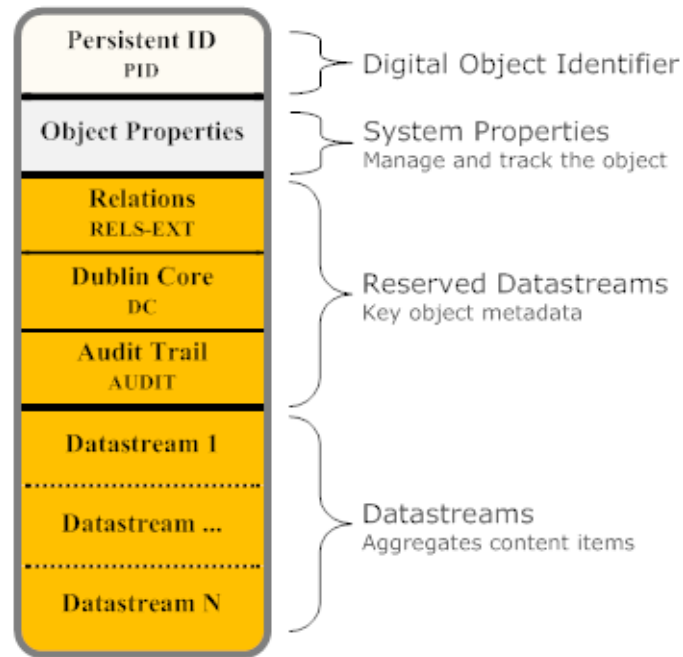 Persistent ID
PID
Digital Object Identifier
Object Properties
System Properties
Manage and track the object
Relations
RELS-EXT
Dublin Core
DC
Audit Trail
AUDIT
Reserved Datastreams
Key object metadata
Datastream 1
Datastream ...
Datastream N
Datastreams
Aggregates content items